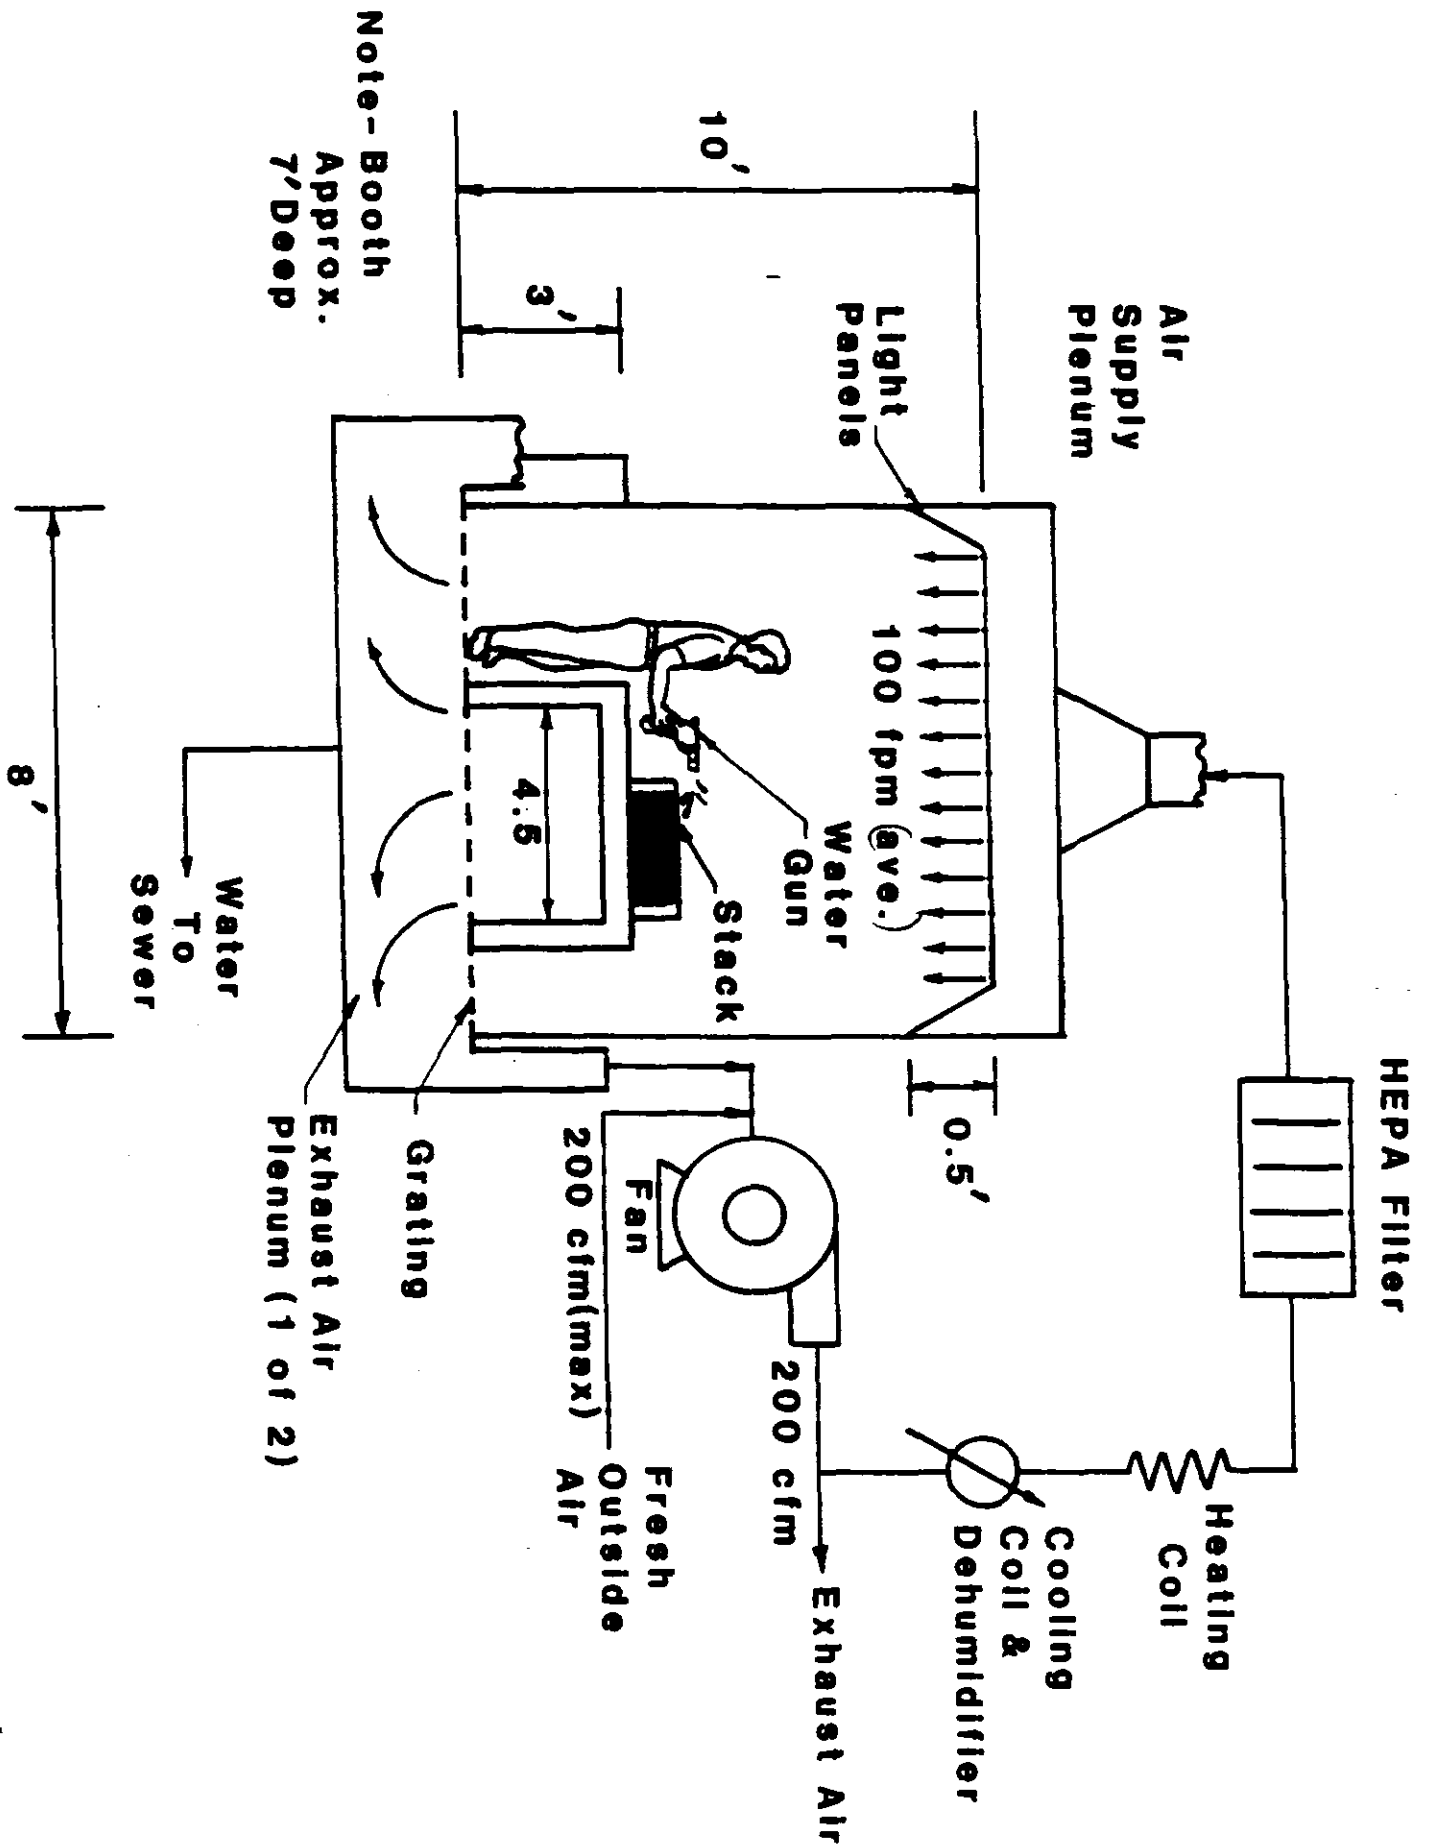 HEPA Filter
Air
Supply
Plenum
Heating
Coil
Cooling
Coil &
Dehumidifier
Light
Panels
10'
0.5'
100 fpm (ave.)
Water
Gun
Stack
200 cfm
Exhaust Air
Fan
200 cfm(max)
Fresh
Outside
Air
3'
4.5
Grating
Exhaust Air
Plenum (1 of 2)
Note-Booth
Approx.
7' Deep
Water
To
Sewer
8'